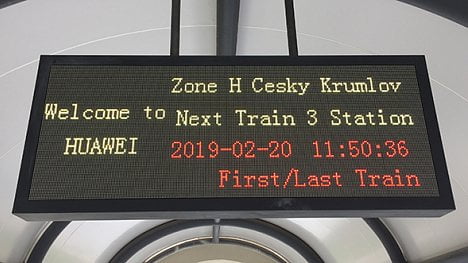 Welcome to
HUAWEI
Zone H Cesky Krumlov
Next Train 3 Station
2019-02-20 11:50:36
First/Last Train